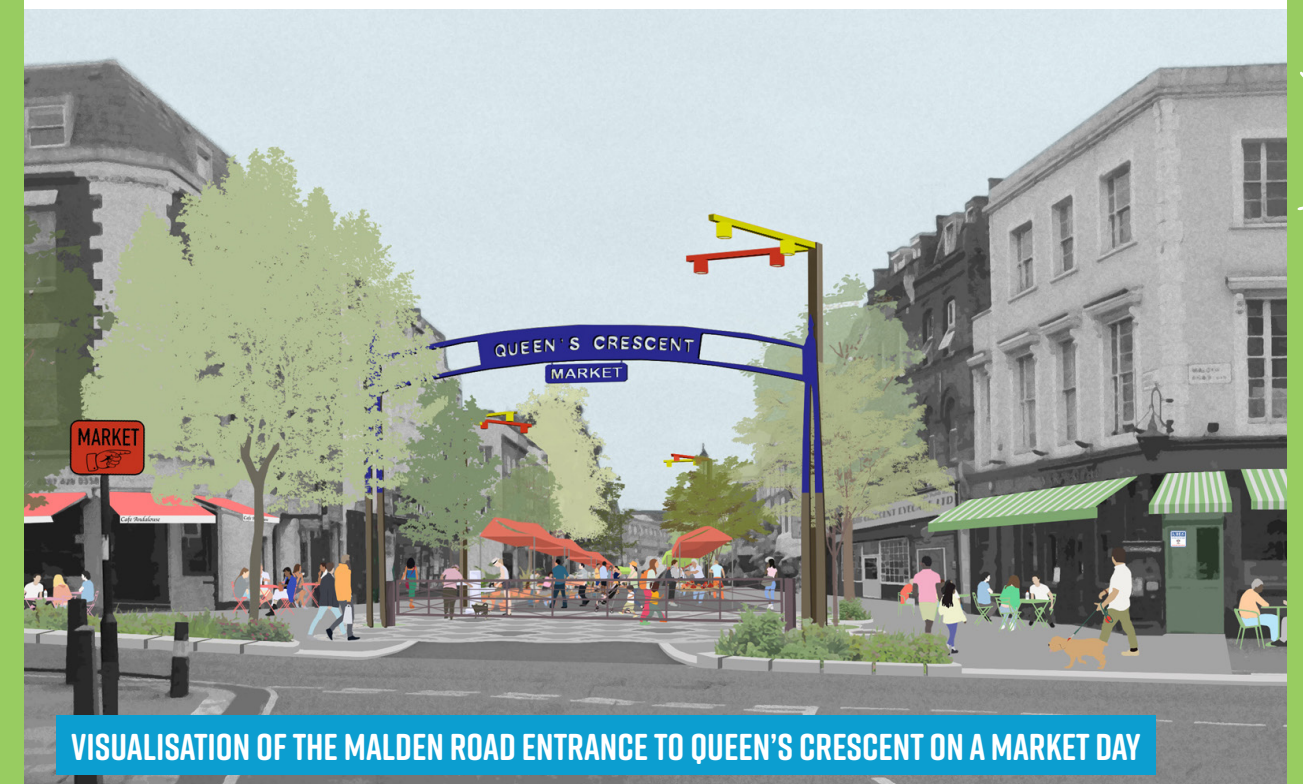 QUEEN'S CRESCENT
MARKET
MARKET
Cafe Andalouse
VISUALISATION OF THE MALDEN ROAD ENTRANCE TO QUEEN'S CRESCENT ON A MARKET DAY